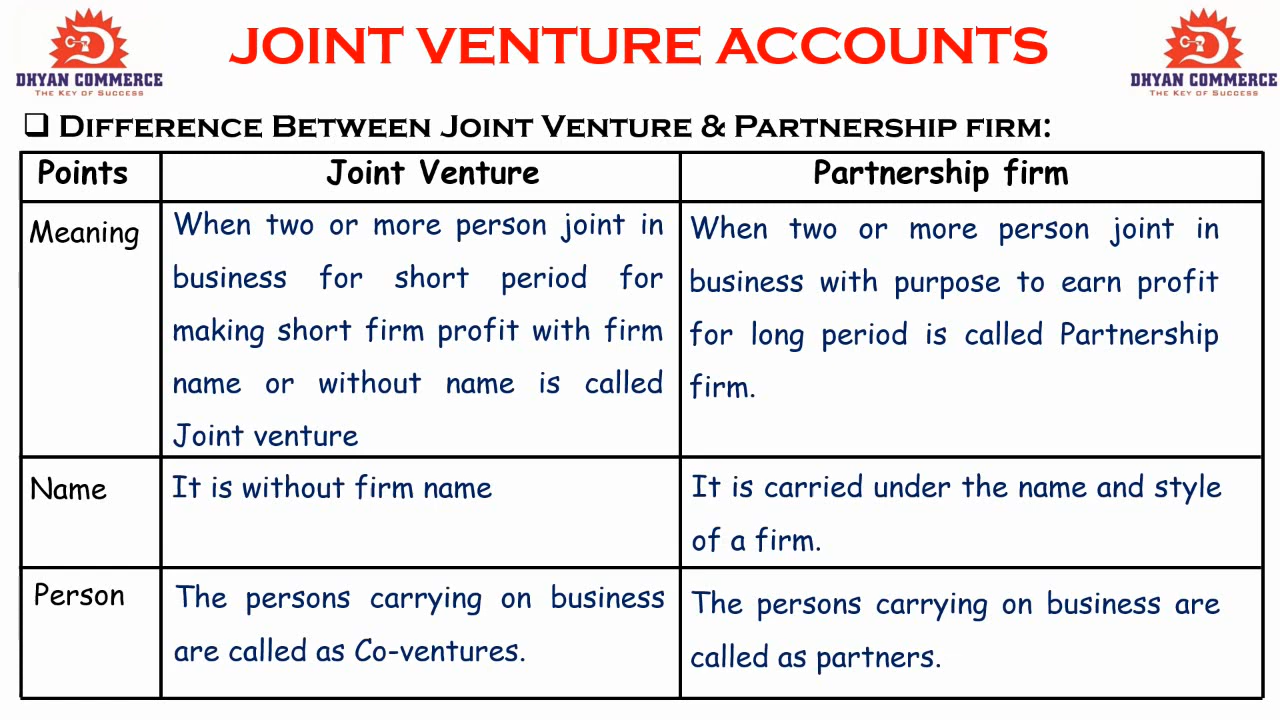 JOINT VENTURE ACCOUNTS
DHYAN COMMERCE
THE KEY OF SUCCESS
DHYAN COMMERCE
THE KEY OF SUCCESS
❑ DIFFERENCE BETWEEN JOINT VENTURE & PARTNERSHIP FIRM:
Points
Joint Venture
Partnership firm
Meaning
When two or more person joint in
business for short period for
making short firm profit with firm
name or without name is called
Joint venture
When two or more person joint in
business with purpose to earn profit
for long period is called Partnership
firm.
Name
It is without firm name
It is carried under the name and style
of a firm.
Person
The persons carrying on business
are called as Co-ventures.
The persons carrying on business are
called as partners.